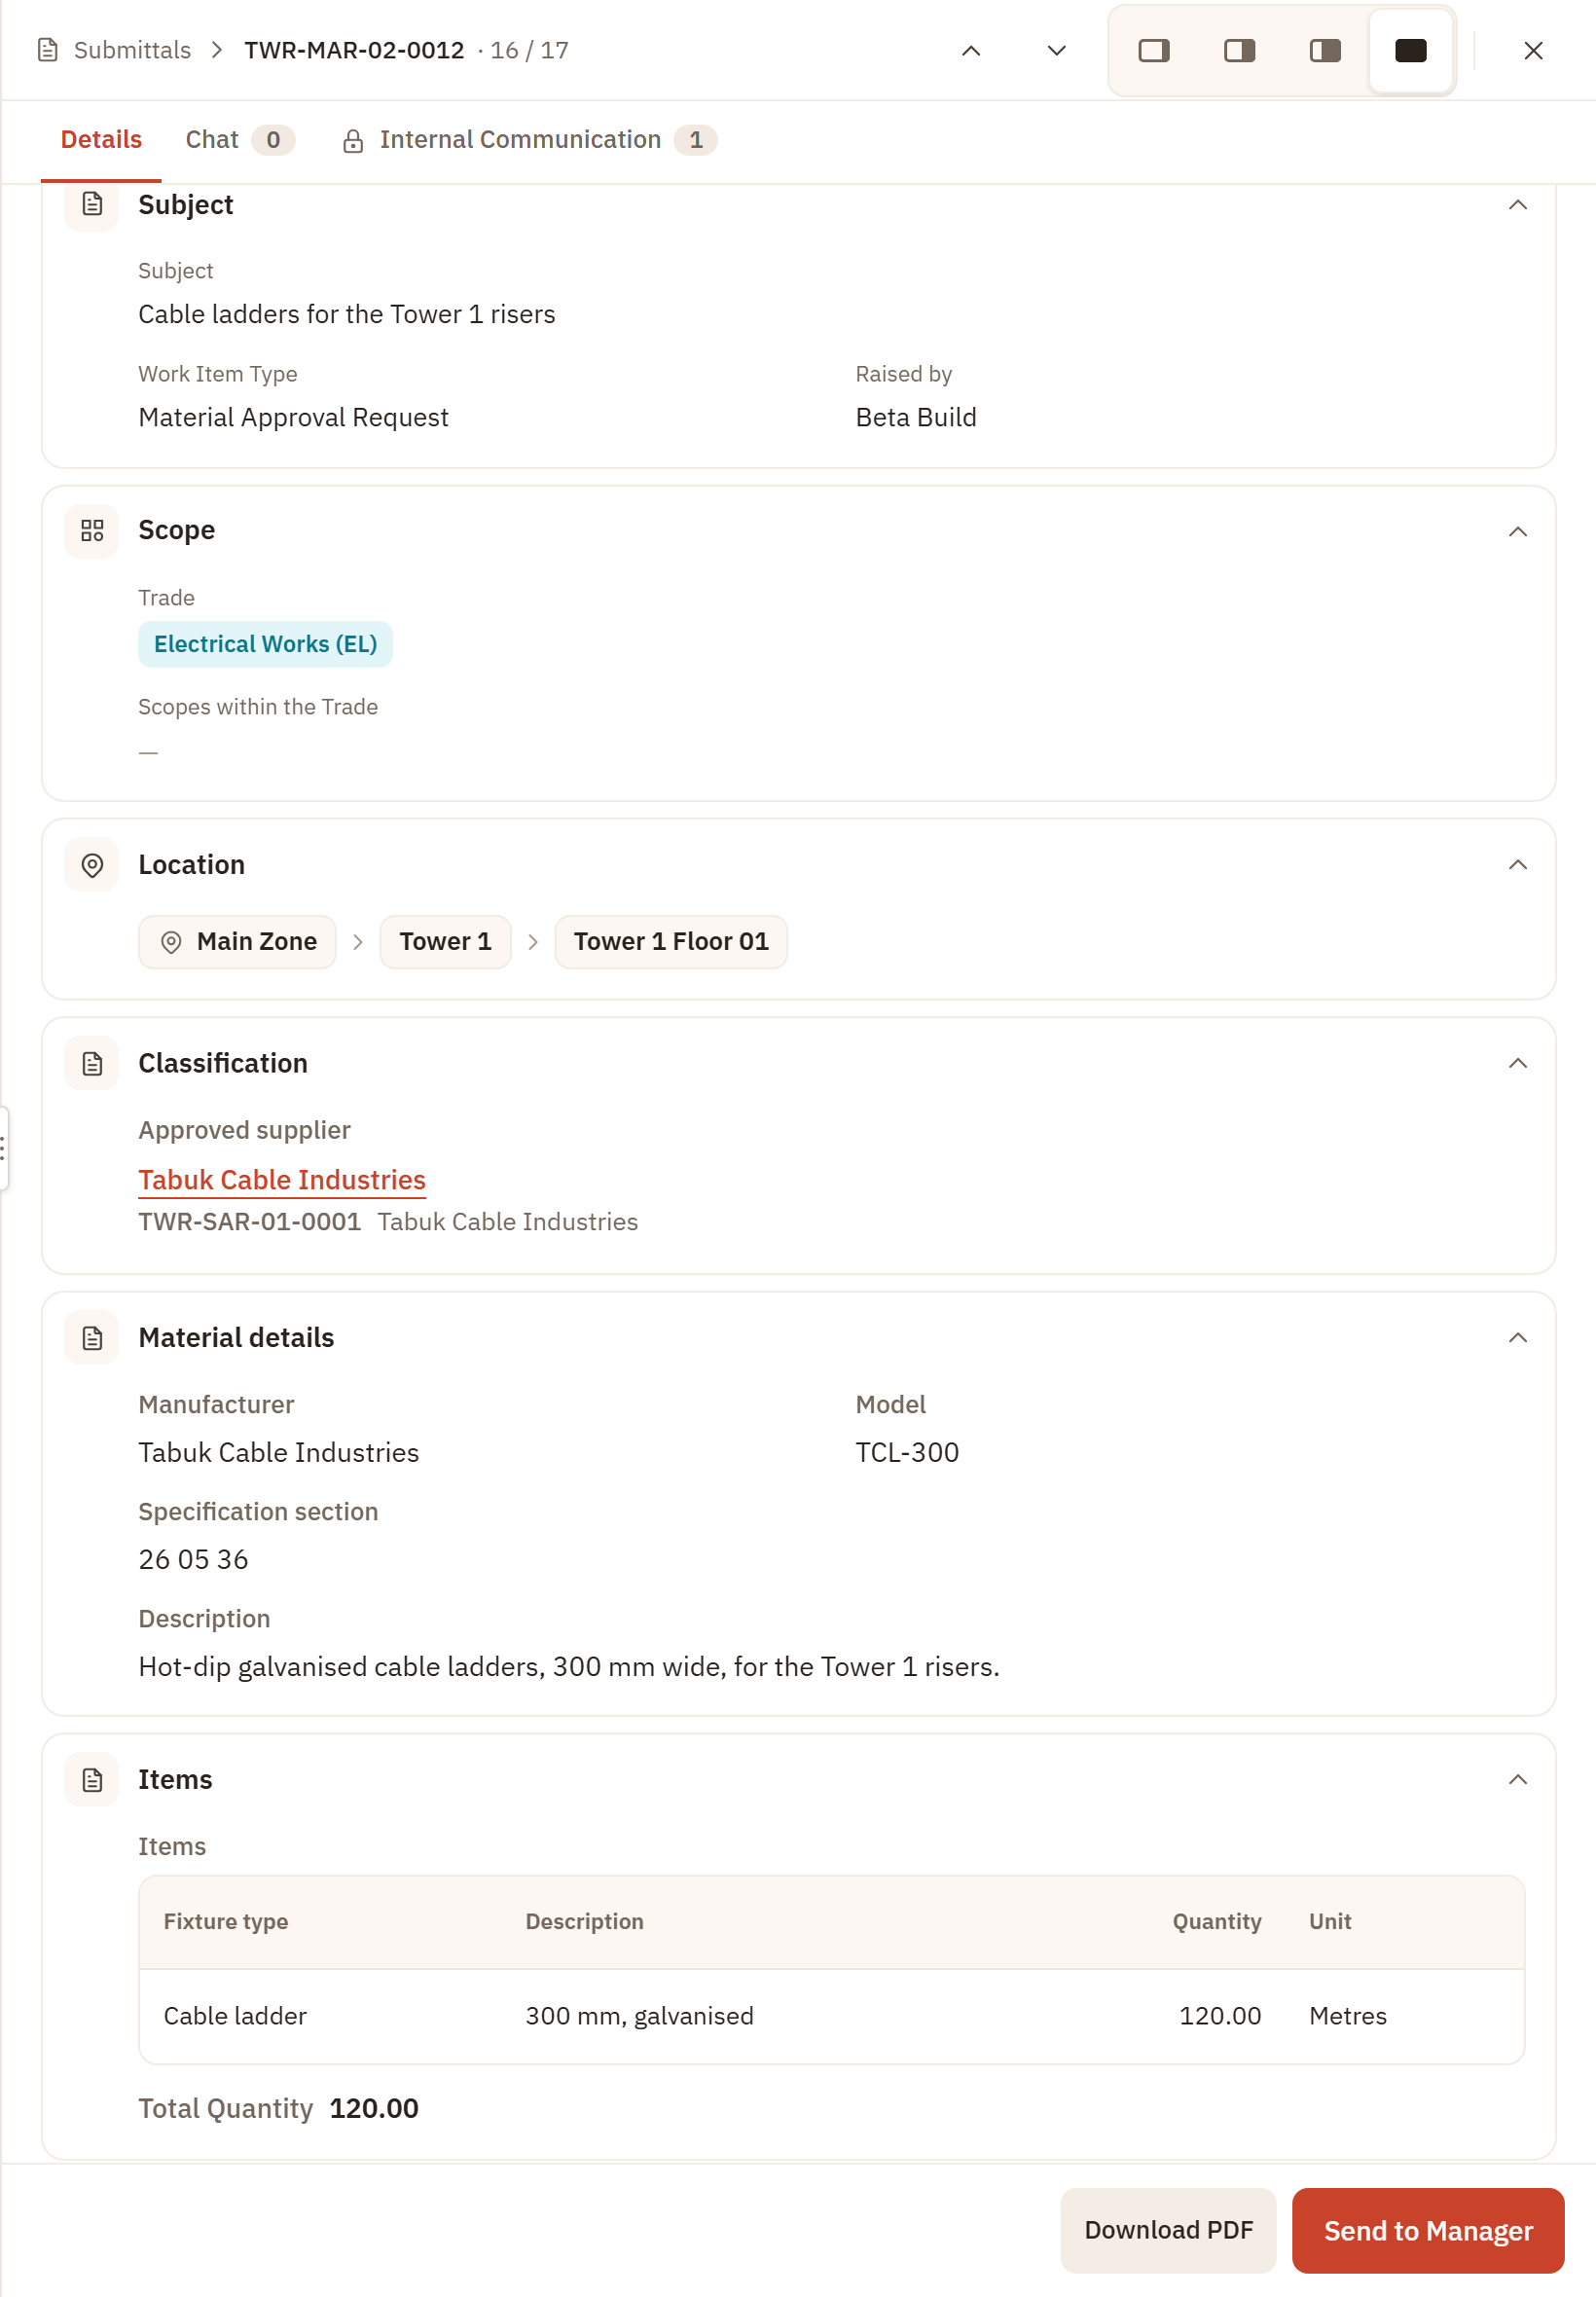 Submittals > TWR-MAR-02-0012 · 16 / 17
Details Chat 0 Internal Communication 1
Subject
Subject
Cable ladders for the Tower 1 risers
Work Item Type Raised by
Material Approval Request Beta Build
Scope
Trade
Electrical Works (EL)
Scopes within the Trade
—
Location
Main Zone > Tower 1 > Tower 1 Floor 01
Classification
Approved supplier
Tabuk Cable Industries
TWR-SAR-01-0001 Tabuk Cable Industries
Material details
Manufacturer Model
Tabuk Cable Industries TCL-300
Specification section
26 05 36
Description
Hot-dip galvanised cable ladders, 300 mm wide, for the Tower 1 risers.
Items
Items
Fixture type Description Quantity Unit
Cable ladder 300 mm, galvanised 120.00 Metres
Total Quantity 120.00
Download PDF Send to Manager